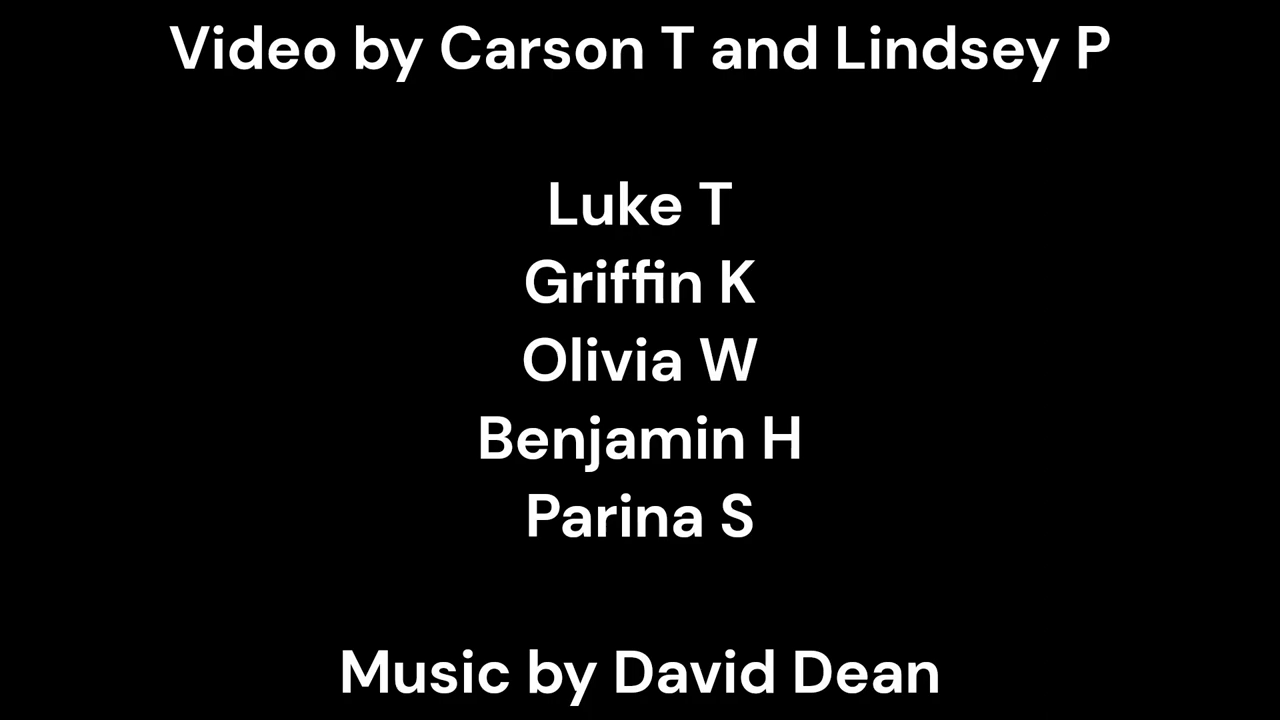 Video by Carson T and Lindsey P
Luke T
Griffin K
Olivia W
Benjamin H
Parina S
Music by David Dean